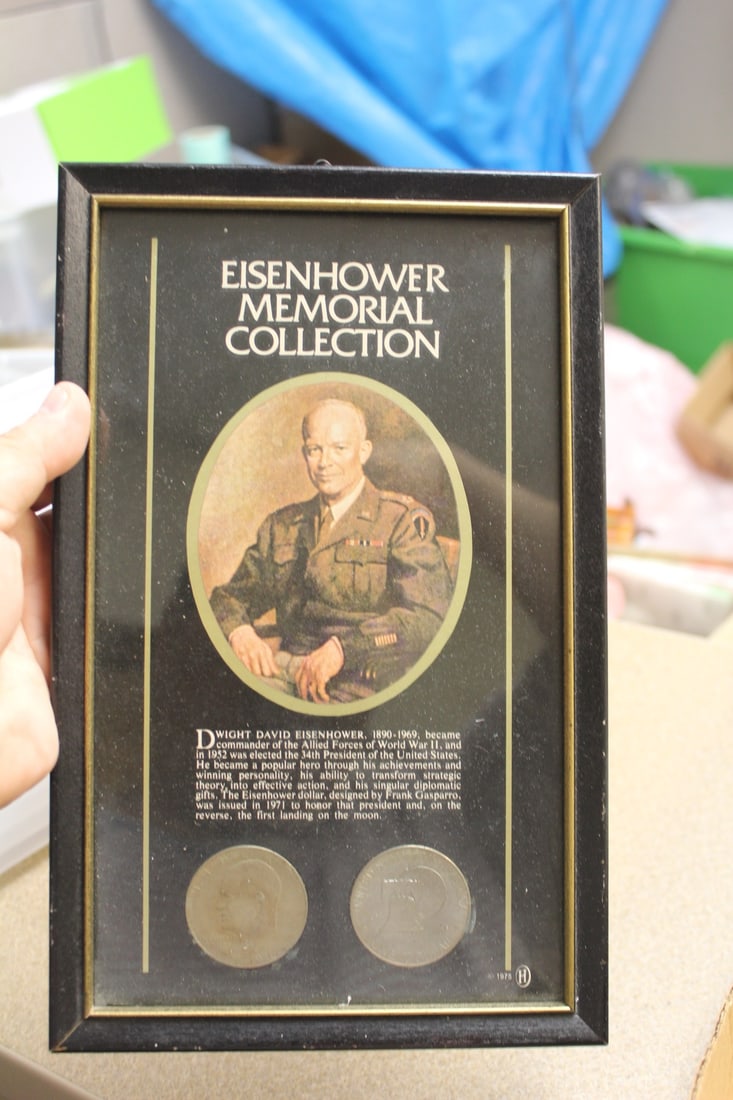 EISENHOWER
MEMORIAL
COLLECTION
DWIGHT DAVID EISENHOWER, 1890-1969, became
commander of the Allied Forces of World War II, and
in 1952 was elected the 34th President of the United States.
He became a popular hero through his achievements and
winning personality, his ability to transform strategic
theory into effective action, and his singular diplomatic
gifts. The Eisenhower dollar, designed by Frank Gasparro,
was issued in 1971 to honor that president and, on the
reverse, the first landing on the moon.
© 1975 H